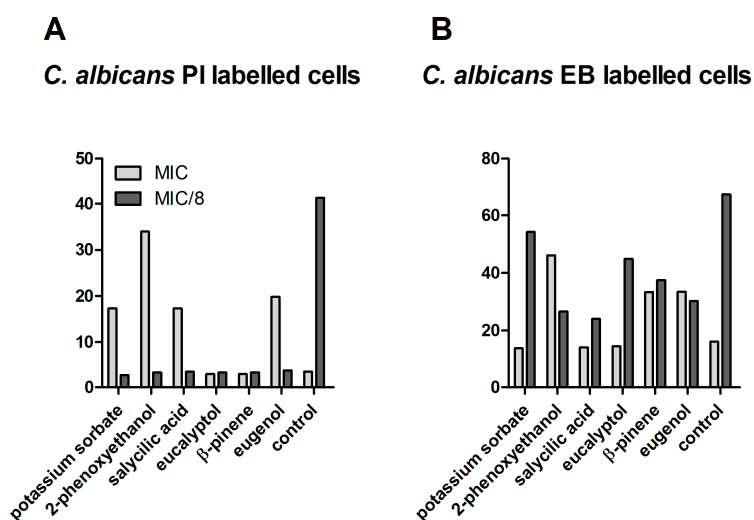 A
C. albicans PI labelled cells
50
40
30
20
10
0
MIC
MIC/8
potassium sorbate
2-phenoxyethanol
salycilic acid
eucalyptol
β-pinene
eugenol
control
B
C. albicans EB labelled cells
80
60
40
20
0
potassium sorbate
2-phenoxyethanol
salycilic acid
eucalyptol
β-pinene
eugenol
control